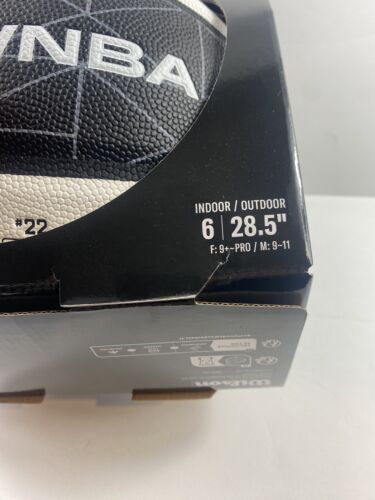 WNBA
#22
INDOOR / OUTDOOR
6 | 28.5"
F: 9+~PRO / M: 9~11
Wilson